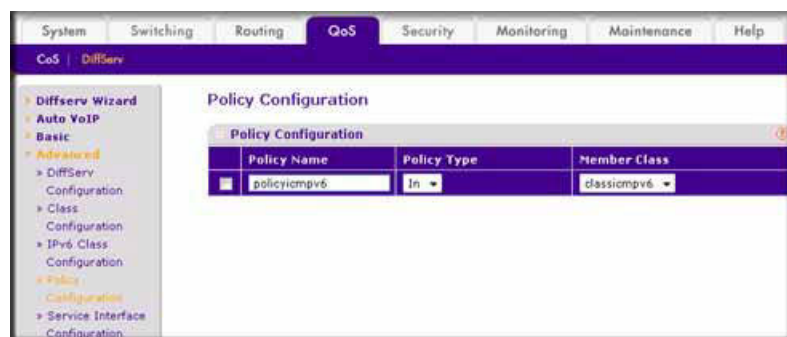 System Switching Routing QoS Security Monitoring Maintenance Help
CoS | DiffServ
Diffserv Wizard
Auto VoIP
Basic
Advanced
» DiffServ
Configuration
» Class
Configuration
» IPv6 Class
Configuration
» Policy
Configuration
» Service Interface
Configuration
Policy Configuration
Policy Configuration
Policy Name Policy Type Member Class
policyicmpv6 In classicmpv6